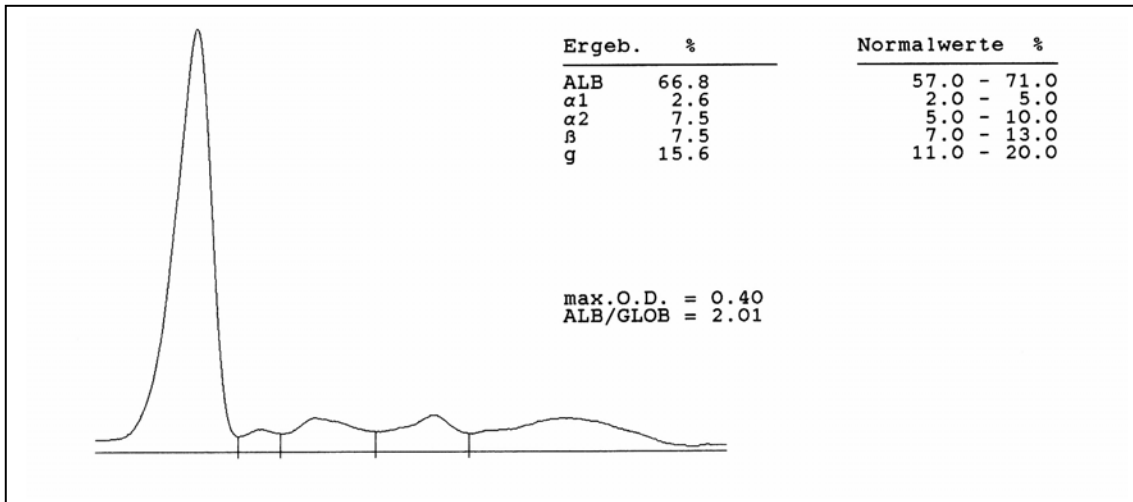 Ergeb. %
ALB 66.8
α1 2.6
α2 7.5
ß 7.5
g 15.6
Normalwerte %
57.0 - 71.0
2.0 - 5.0
5.0 - 10.0
7.0 - 13.0
11.0 - 20.0
max.O.D. = 0.40
ALB/GLOB = 2.01